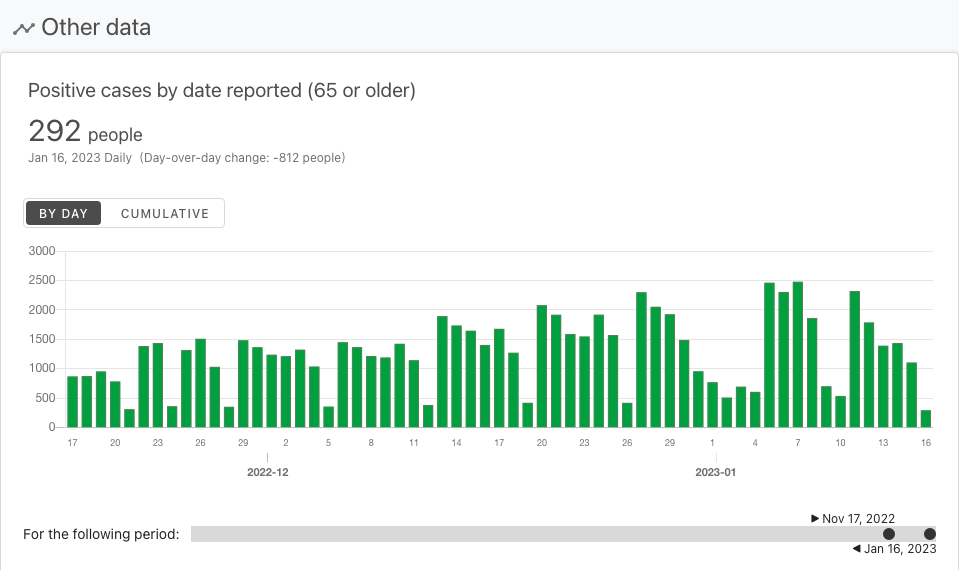 Other data
Positive cases by date reported (65 or older)
292 people
Jan 16, 2023 Daily (Day-over-day change: -812 people)
BY DAY CUMULATIVE
3000
2500
2000
1500
1000
500
0
17 20 23 26 29 2 5 8 11 14 17 20 23 26 29 1 4 7 10 13 16
2022-12 2023-01
▶ Nov 17, 2022
For the following period:
◀ Jan 16, 2023